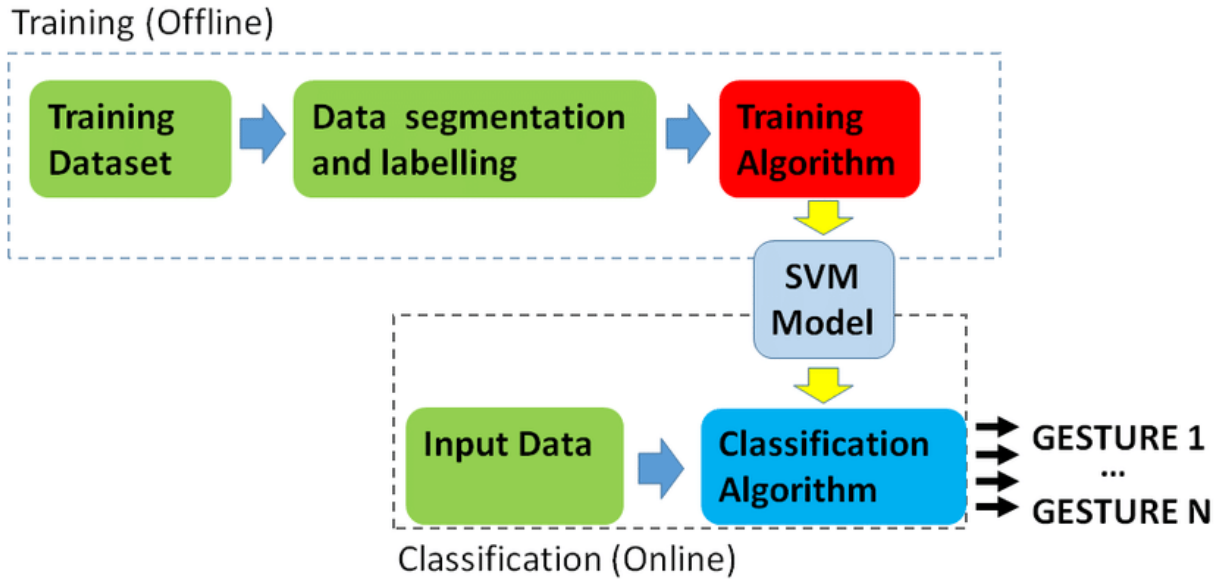 Training (Offline)
Training
Dataset
Data segmentation
and labelling
Training
Algorithm
SVM
Model
Input Data
Classification
Algorithm
GESTURE 1
...
GESTURE N
Classification (Online)